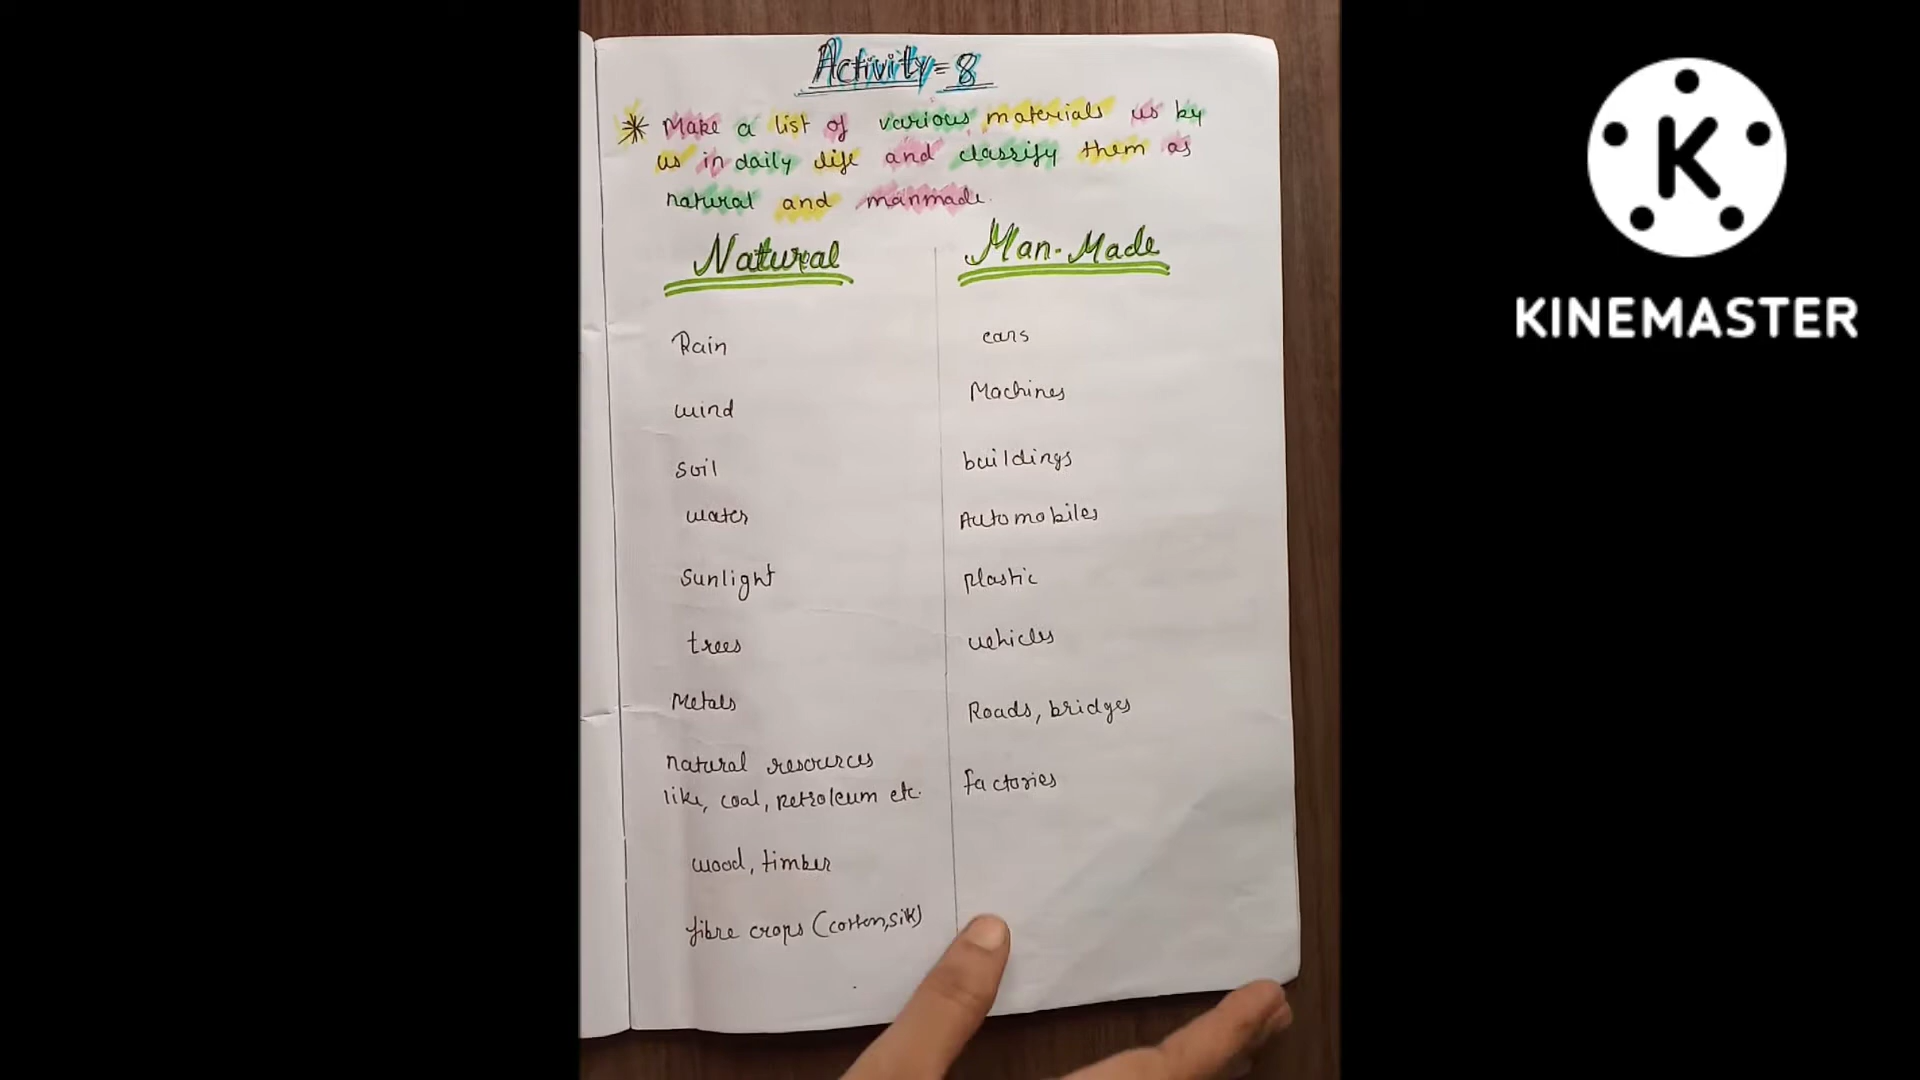 Activity = 8
* Make a list of various materials us by
us in daily life and classify them as
natural and manmade.
Natural
Man-Made
Rain
wind
soil
water
sunlight
trees
Metals
natural resources
like, coal, petroleum etc.
wood, timber
fibre crops (cotton, silk)
cars
Machines
buildings
Automobiles
plastic
vehicles
Roads, bridges
factories
K
KINEMASTER